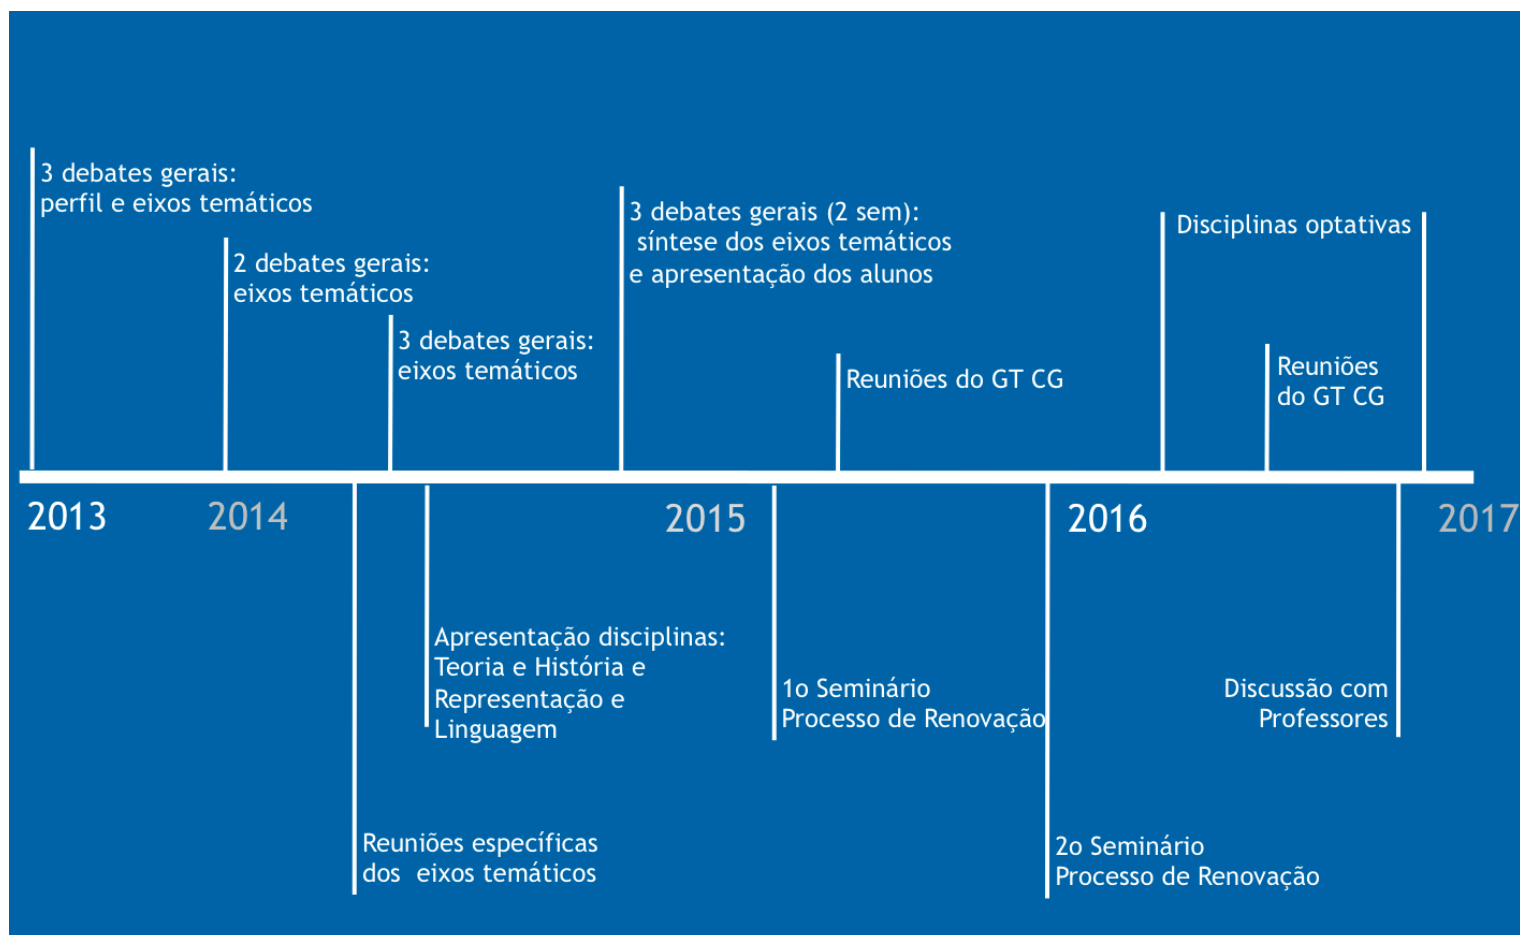 3 debates gerais:
perfil e eixos temáticos
2 debates gerais:
eixos temáticos
3 debates gerais:
eixos temáticos
3 debates gerais (2 sem):
síntese dos eixos temáticos
e apresentação dos alunos
Reuniões do GT CG
Disciplinas optativas
Reuniões
do GT CG
2013
2014
2015
2016
2017
Apresentação disciplinas:
Teoria e História e
Representação e
Linguagem
1o Seminário
Processo de Renovação
Discussão com
Professores
Reuniões específicas
dos eixos temáticos
2o Seminário
Processo de Renovação